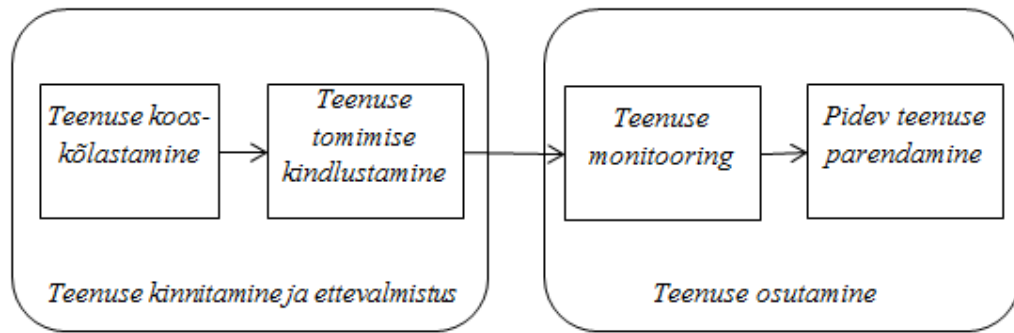 Teenuse koos-
kõlastamine
Teenuse
tomimise
kindlustamine
Teenuse
monitooring
Pidev teenuse
parendamine
Teenuse kinnitamine ja ettevalmistus
Teenuse osutamine